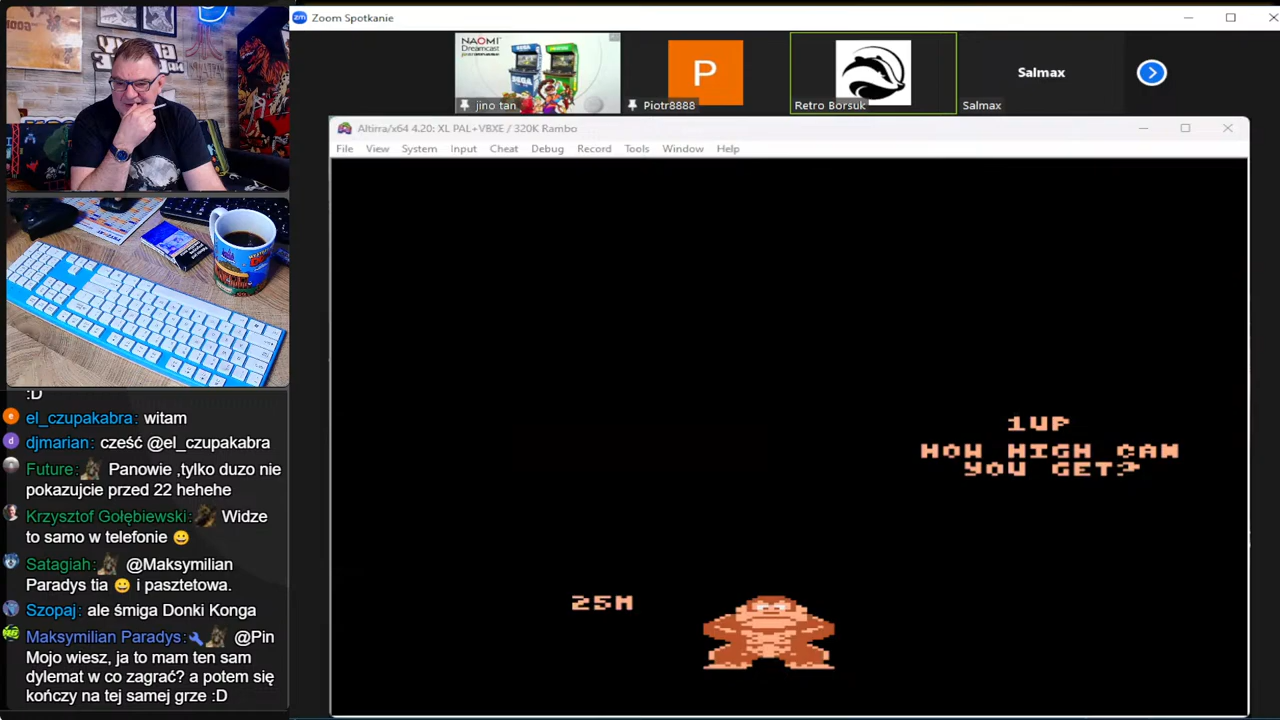 Zoom Spotkanie
NAOMI
Dreamcast
SEGA
jino tan
P
Piotr8888
Retro Borsuk
Salmax
Salmax
Altirra/x64 4.20: XL PAL+VBXE / 320K Rambo
File View System Input Cheat Debug Record Tools Window Help
1UP
HOW HIGH CAN
YOU GET?
25M
:D
el_czupakabra: witam
djmarian: cześć @el_czupakabra
Future: Panowie ,tylko duzo nie
pokazujcie przed 22 hehehe
Krzysztof Gołębiewski: Widze
to samo w telefonie 😀
Satagiah: @Maksymilian
Paradys tia 😀 i pasztetowa.
Szopaj: ale śmiga Donki Konga
Maksymilian Paradys: @Pin
Mojo wiesz, ja to mam ten sam
dylemat w co zagrać? a potem się
kończy na tej samej grze :D